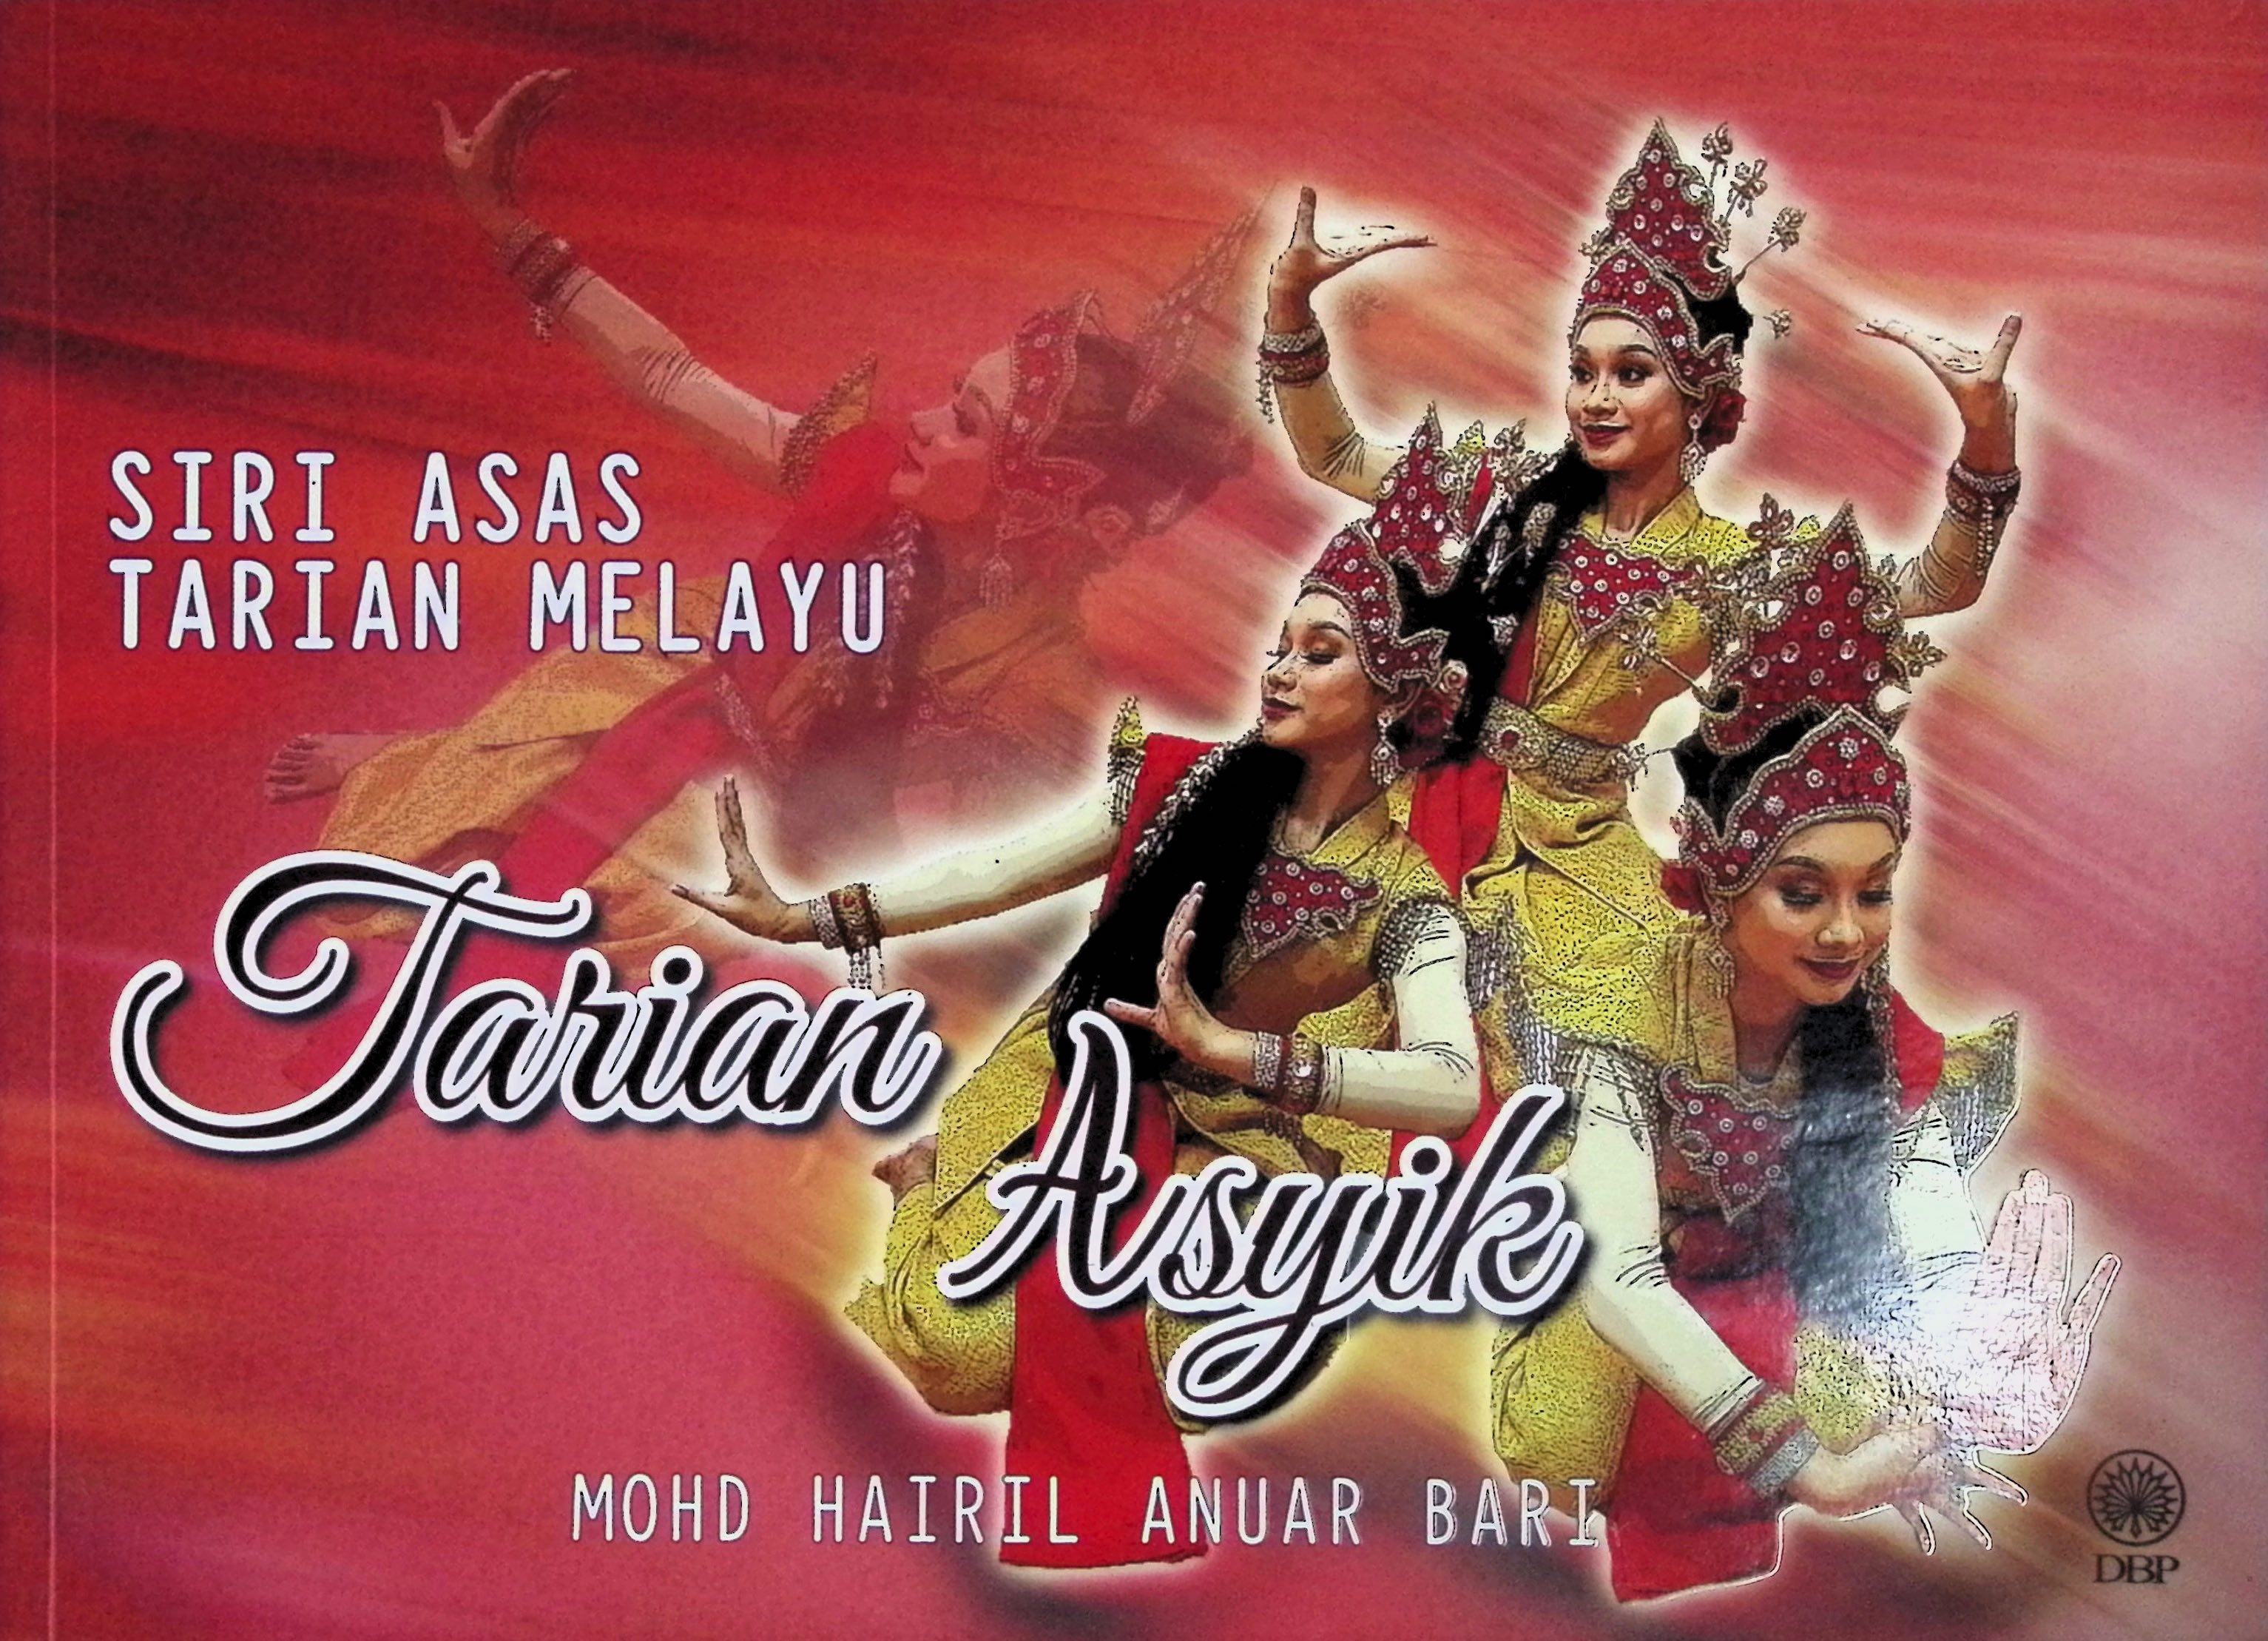 SIRI ASAS
TARIAN MELAYU
Tarian
Asyik
MOHD HAIRIL ANUAR BARI
DBP